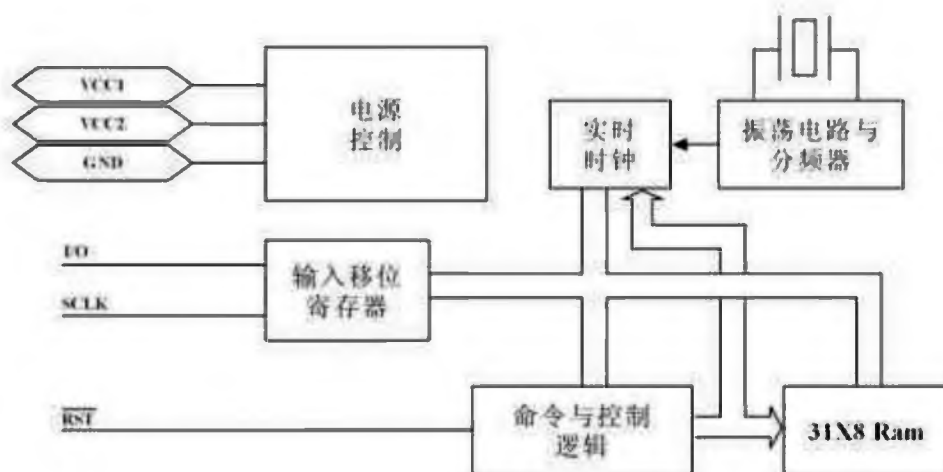 VCC1
VCC2
GND
电源
控制
实时
时钟
振荡电路与
分频器
I/O
SCLK
输入移位
寄存器
RST
命令与控制
逻辑
31X8 Ram